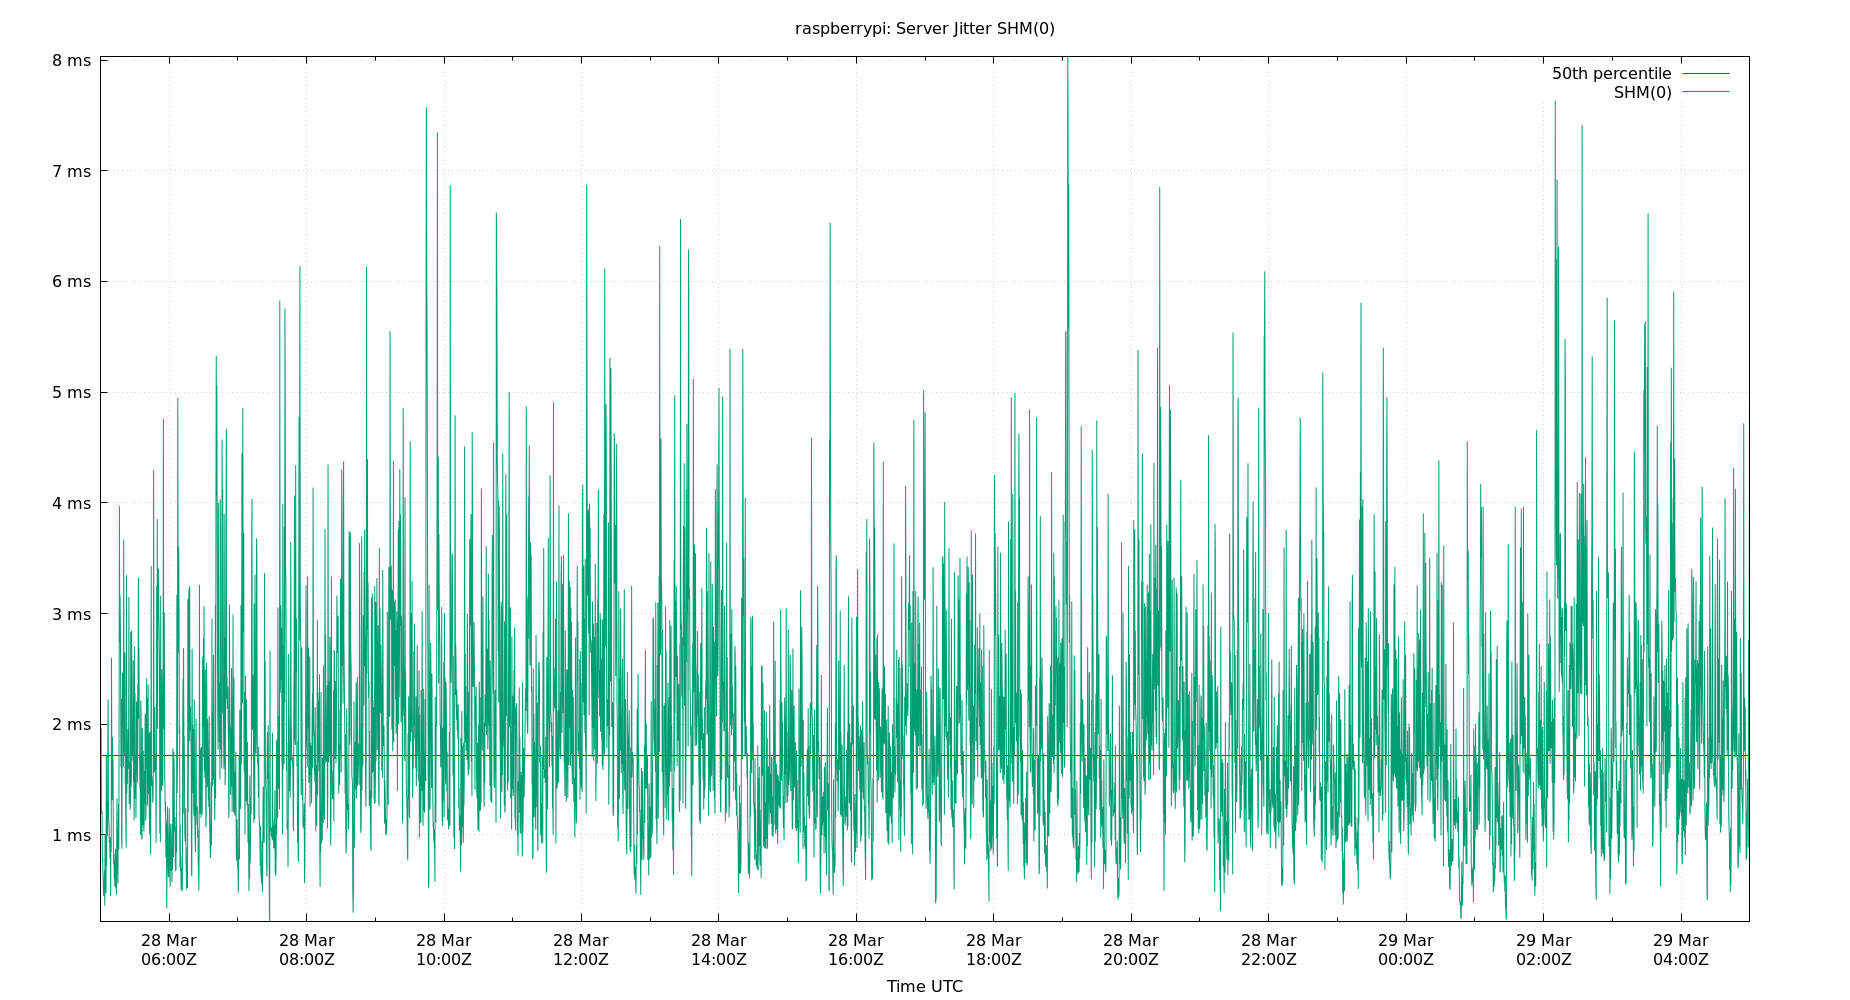 raspberrypi: Server Jitter SHM(0)
8 ms
7 ms
6 ms
5 ms
4 ms
3 ms
2 ms
1 ms
50th percentile
SHM(0)
28 Mar
06:00Z
28 Mar
08:00Z
28 Mar
10:00Z
28 Mar
12:00Z
28 Mar
14:00Z
28 Mar
16:00Z
28 Mar
18:00Z
28 Mar
20:00Z
28 Mar
22:00Z
29 Mar
00:00Z
29 Mar
02:00Z
29 Mar
04:00Z
Time UTC